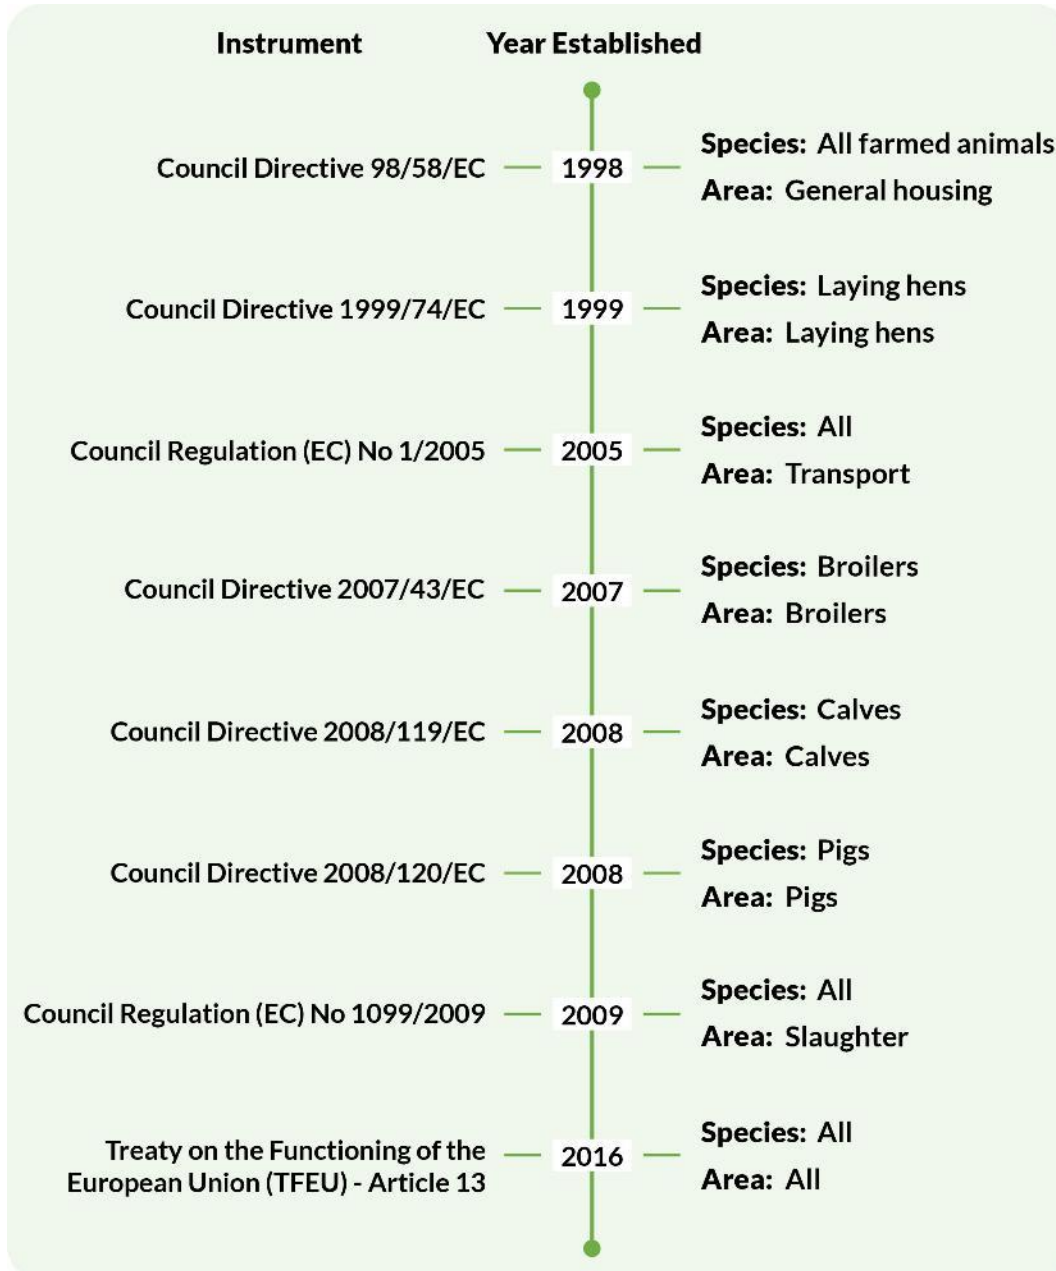 Instrument
Year Established
Council Directive 98/58/EC
1998
Species: All farmed animals
Area: General housing
Council Directive 1999/74/EC
1999
Species: Laying hens
Area: Laying hens
Council Regulation (EC) No 1/2005
2005
Species: All
Area: Transport
Council Directive 2007/43/EC
2007
Species: Broilers
Area: Broilers
Council Directive 2008/119/EC
2008
Species: Calves
Area: Calves
Council Directive 2008/120/EC
2008
Species: Pigs
Area: Pigs
Council Regulation (EC) No 1099/2009
2009
Species: All
Area: Slaughter
Treaty on the Functioning of the
European Union (TFEU) - Article 13
2016
Species: All
Area: All